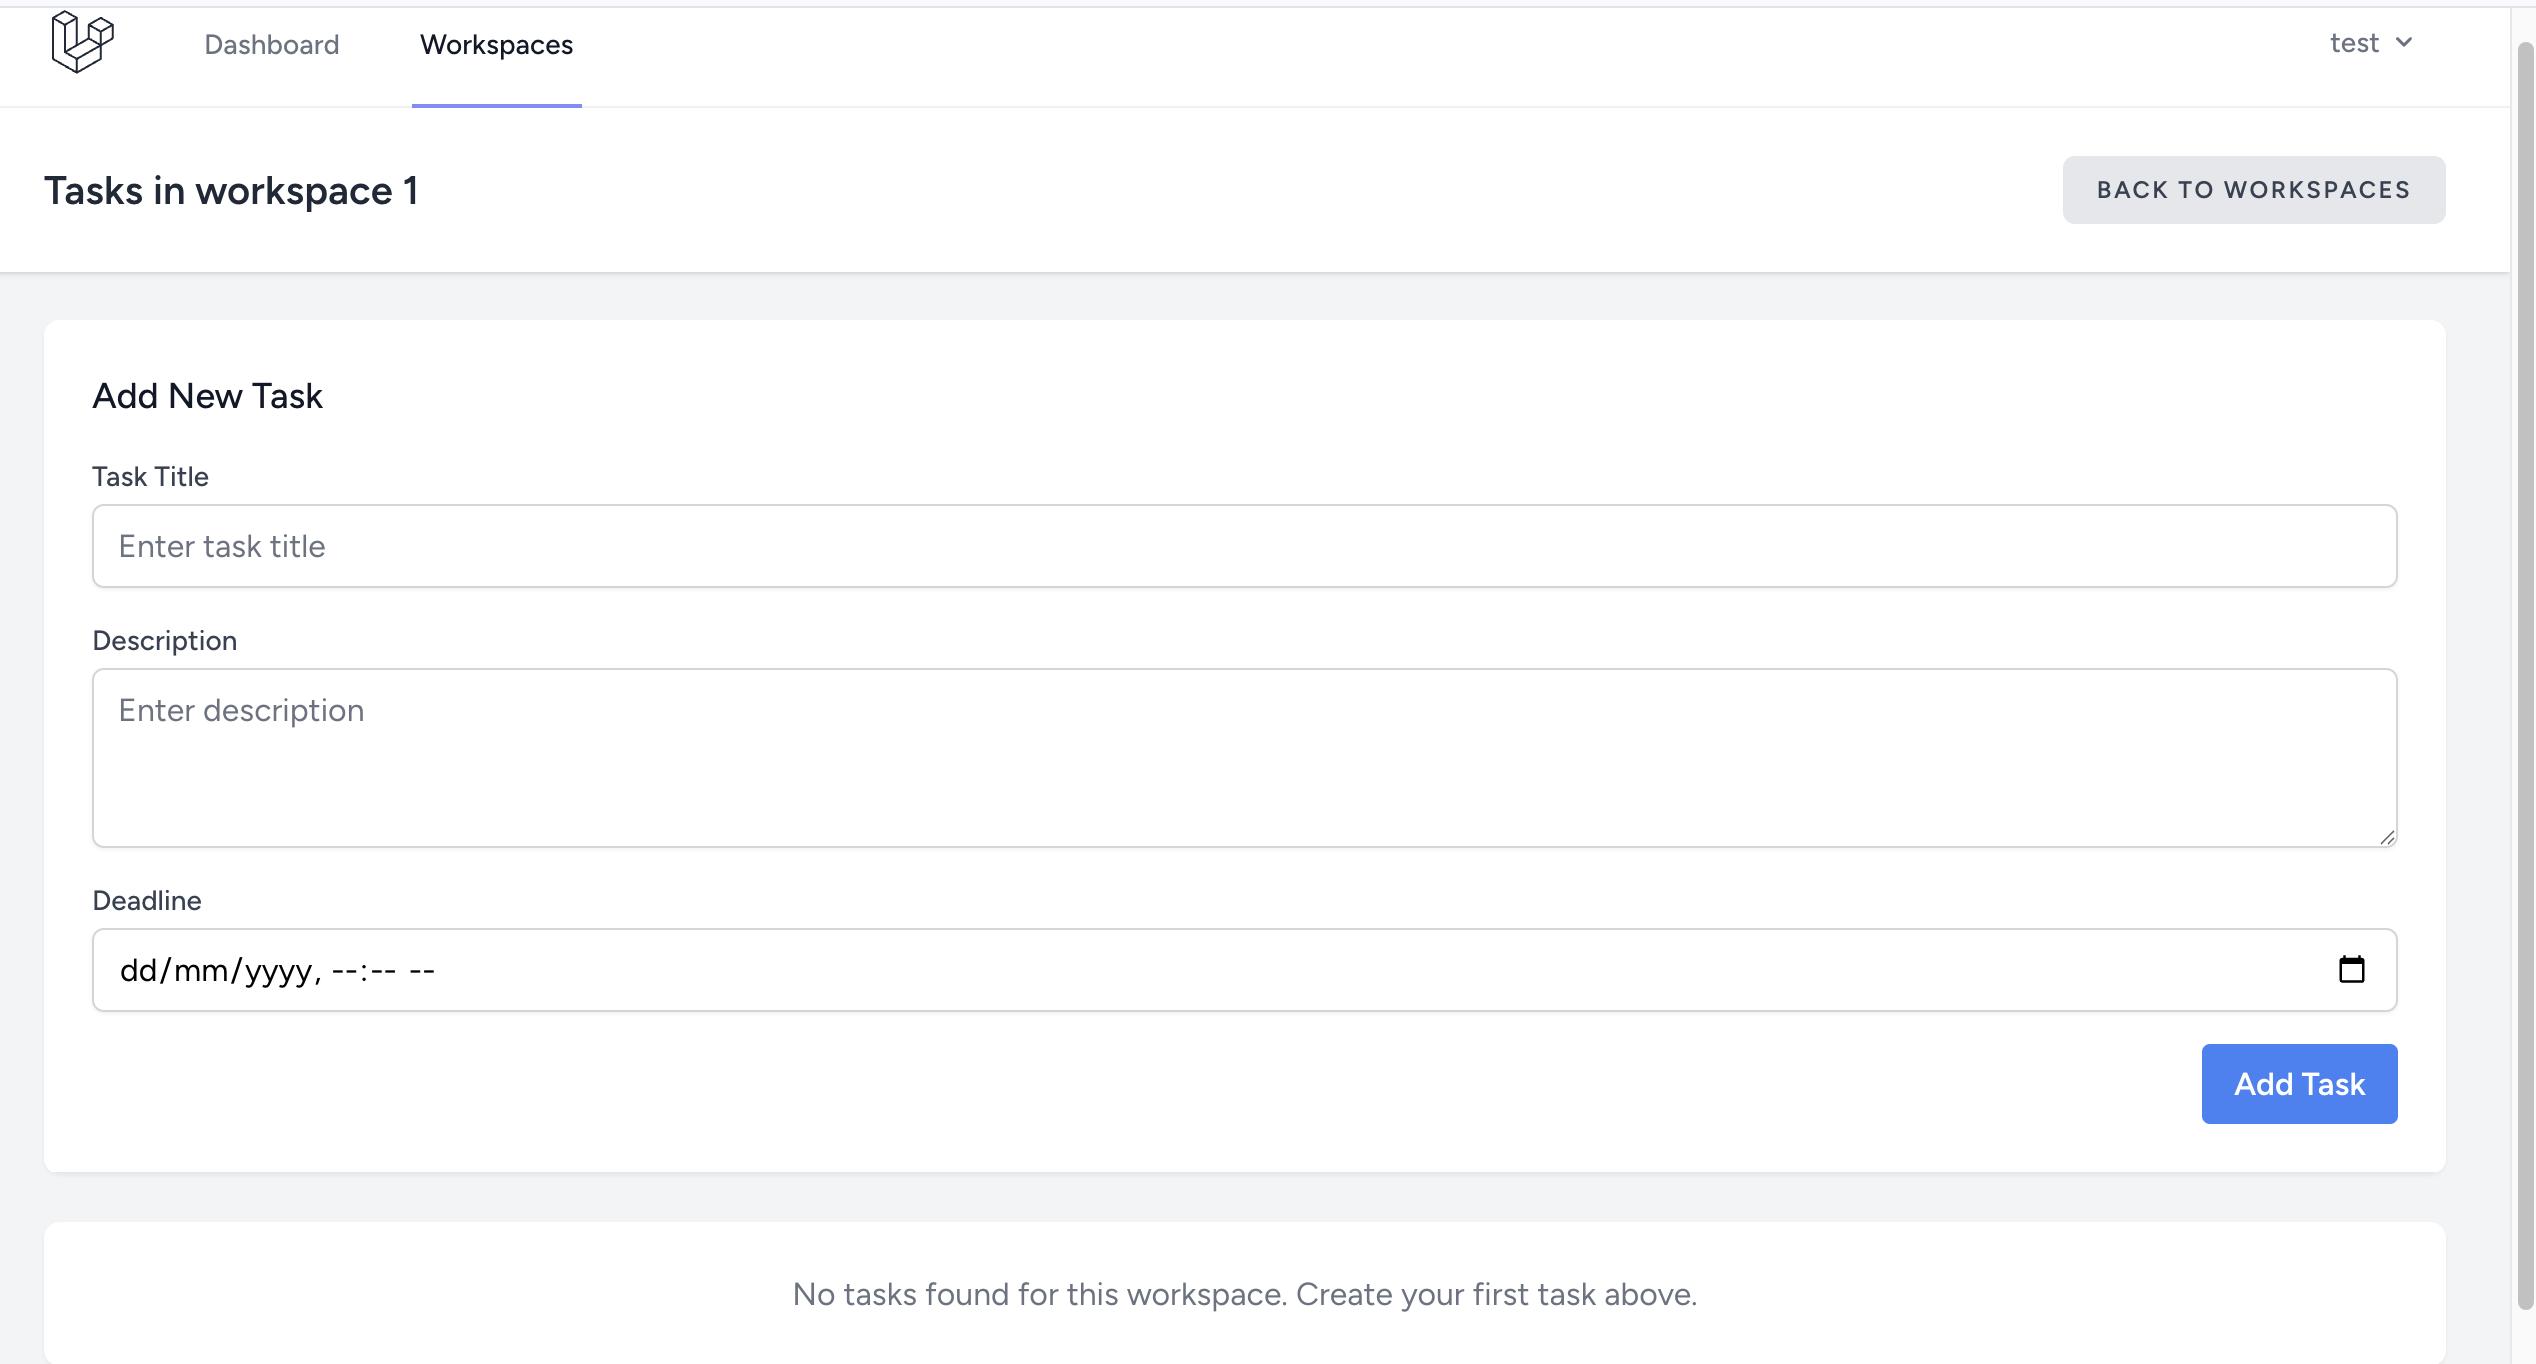 Dashboard
Workspaces
test
Tasks in workspace 1
BACK TO WORKSPACES
Add New Task
Task Title
Enter task title
Description
Enter description
Deadline
dd/mm/yyyy, --:-- --
Add Task
No tasks found for this workspace. Create your first task above.